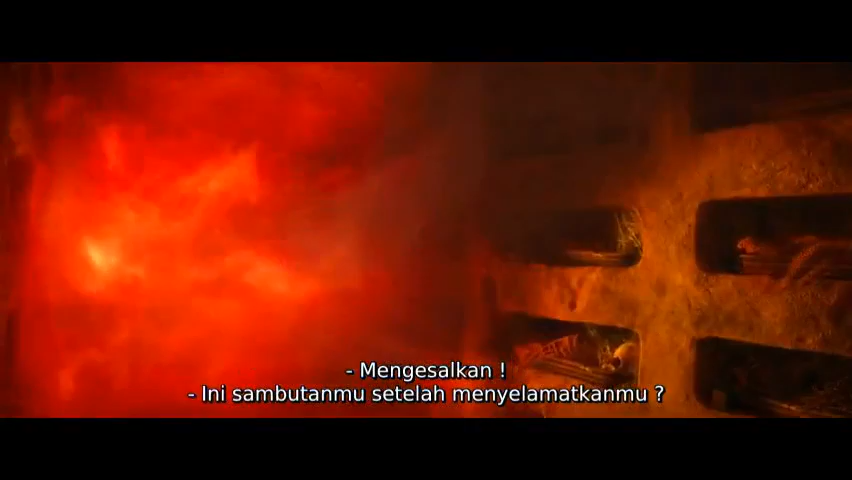 - Mengesalkan !
- Ini sambutanmu setelah menyelamatkanmu ?